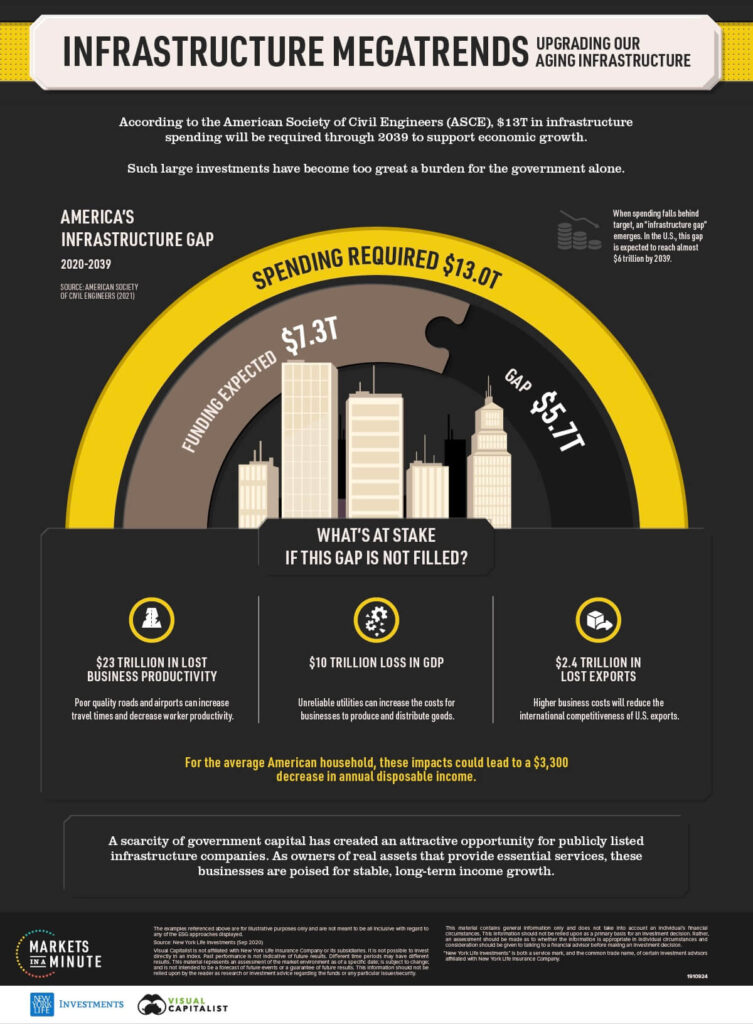 INFRASTRUCTURE MEGATRENDS
UPGRADING OUR
AGING INFRASTRUCTURE
According to the American Society of Civil Engineers (ASCE), $13T in infrastructure
spending will be required through 2039 to support economic growth.
Such large investments have become too great a burden for the government alone.
AMERICA'S
INFRASTRUCTURE GAP
2020-2039
SOURCE: AMERICAN SOCIETY
OF CIVIL ENGINEERS (2021)
When spending falls behind
target, an "infrastructure gap"
emerges. In the U.S., this gap
is expected to reach almost
$6 trillion by 2039.
SPENDING REQUIRED $13.0T
FUNDING EXPECTED $7.3T
GAP $5.7T
WHAT'S AT STAKE
IF THIS GAP IS NOT FILLED?
$23 TRILLION IN LOST
BUSINESS PRODUCTIVITY
Poor quality roads and airports can increase
travel times and decrease worker productivity.
$10 TRILLION LOSS IN GDP
Unreliable utilities can increase the costs for
businesses to produce and distribute goods.
$2.4 TRILLION IN
LOST EXPORTS
Higher business costs will reduce the
international competitiveness of U.S. exports.
For the average American household, these impacts could lead to a $3,300
decrease in annual disposable income.
A scarcity of government capital has created an attractive opportunity for publicly listed
infrastructure companies. As owners of real assets that provide essential services, these
businesses are poised for stable, long-term income growth.
MARKETS
IN A
MINUTE
The examples referenced above are for illustrative purposes only and are not meant to be all inclusive with regard to
any of the ESG approaches displayed.
Source: New York Life Investments (Sep 2020)
Visual Capitalist is not affiliated with New York Life Insurance Company or its subsidiaries. It is not possible to invest
directly in an index. Past performance is not indicative of future results. Different time periods may have different
results. This material represents an assessment of the market environment as of a specific date, is subject to change,
and is not intended to be a forecast of future events or a guarantee of future results. This information should not be
relied upon by the reader as research or investment advice regarding the funds or any particular issuer/security.
This material contains general information only and does not take into account an individual's financial
circumstances. This information should not be relied upon as a primary basis for an investment decision. Rather,
an assessment should be made as to whether the information is appropriate in individual circumstances and
consideration should be given to talking to a financial advisor before making an investment decision.
"New York Life Investments" is both a service mark, and the common trade name, of certain investment advisors
affiliated with New York Life Insurance Company.
1910924
NEW
YORK
LIFE
INVESTMENTS
VISUAL
CAPITALIST